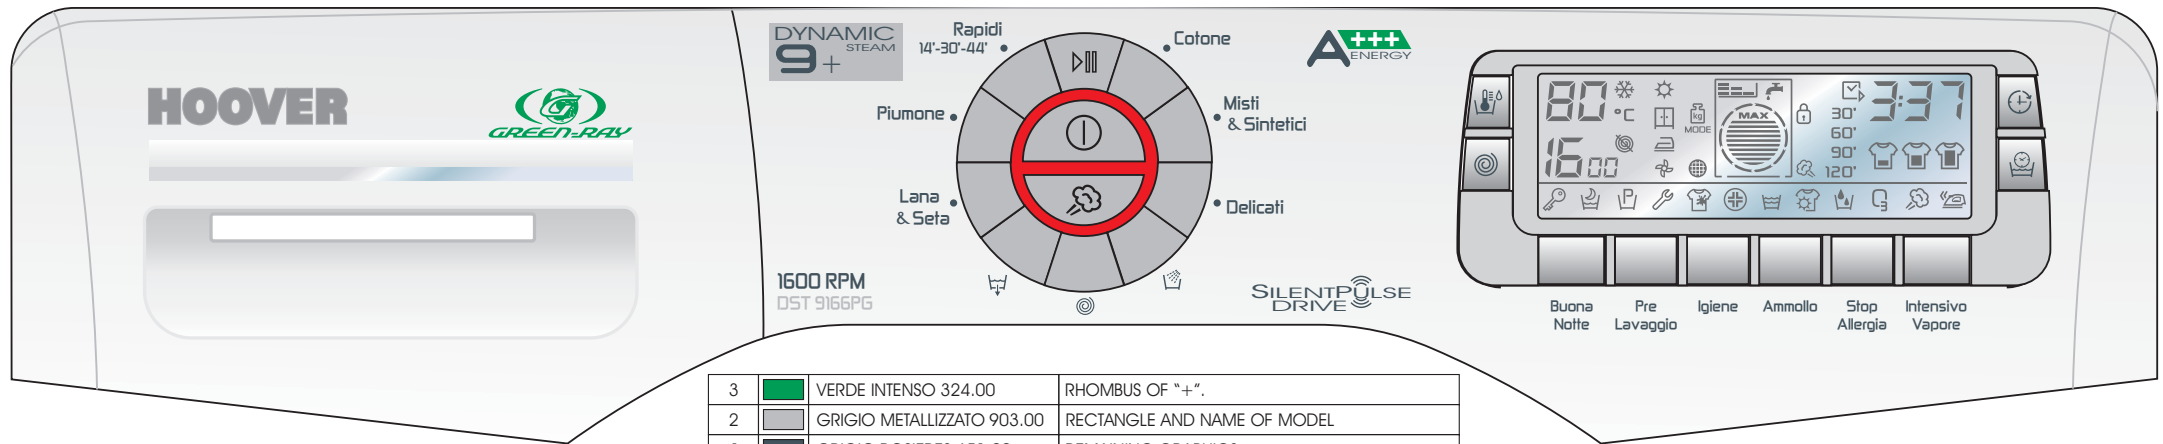 HOOVER
GREEN-RAY
DYNAMIC
STEAM
9+
Rapidi
14'-30'-44'
Piumone
Lana
& Seta
Cotone
Misti
& Sintetici
Delicati
1600 RPM
DST 9166PG
A+++
ENERGY
SILENTPULSE
DRIVE
80 °C
1600
kg
MODE
MAX
3:37
30'
60'
90'
120'
P
Buona
Notte
Pre
Lavaggio
Igiene
Ammollo
Stop
Allergia
Intensivo
Vapore
3 VERDE INTENSO 324.00 RHOMBUS OF "+".
2 GRIGIO METALLIZZATO 903.00 RECTANGLE AND NAME OF MODEL